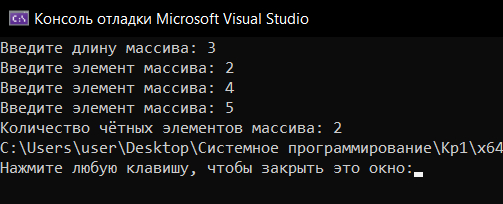 Консоль отладки Microsoft Visual Studio
Введите длину массива: 3
Введите элемент массива: 2
Введите элемент массива: 4
Введите элемент массива: 5
Количество чётных элементов массива: 2
C:\Users\user\Desktop\Системное программирование\Кр1\x64
Нажмите любую клавишу, чтобы закрыть это окно: